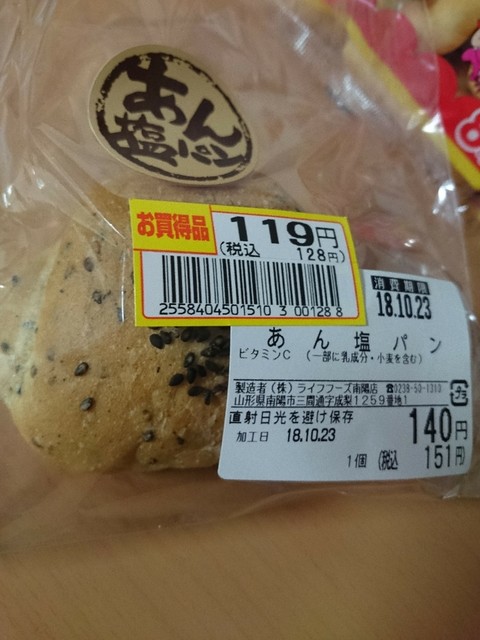 あん
塩パン
お買得品
119円
(税込 128円)
2558404501510 3 00128 8
消費期限
18.10.23
あん塩パン
ビタミンC (一部に乳成分・小麦を含む)
製造者(株)ライフフーズ南陽店 ☎0238-50-1310
山形県南陽市三間通字成梨1259番地1
プラ
直射日光を避け保存
加工日 18.10.23
140円
1個 (税込 151円)